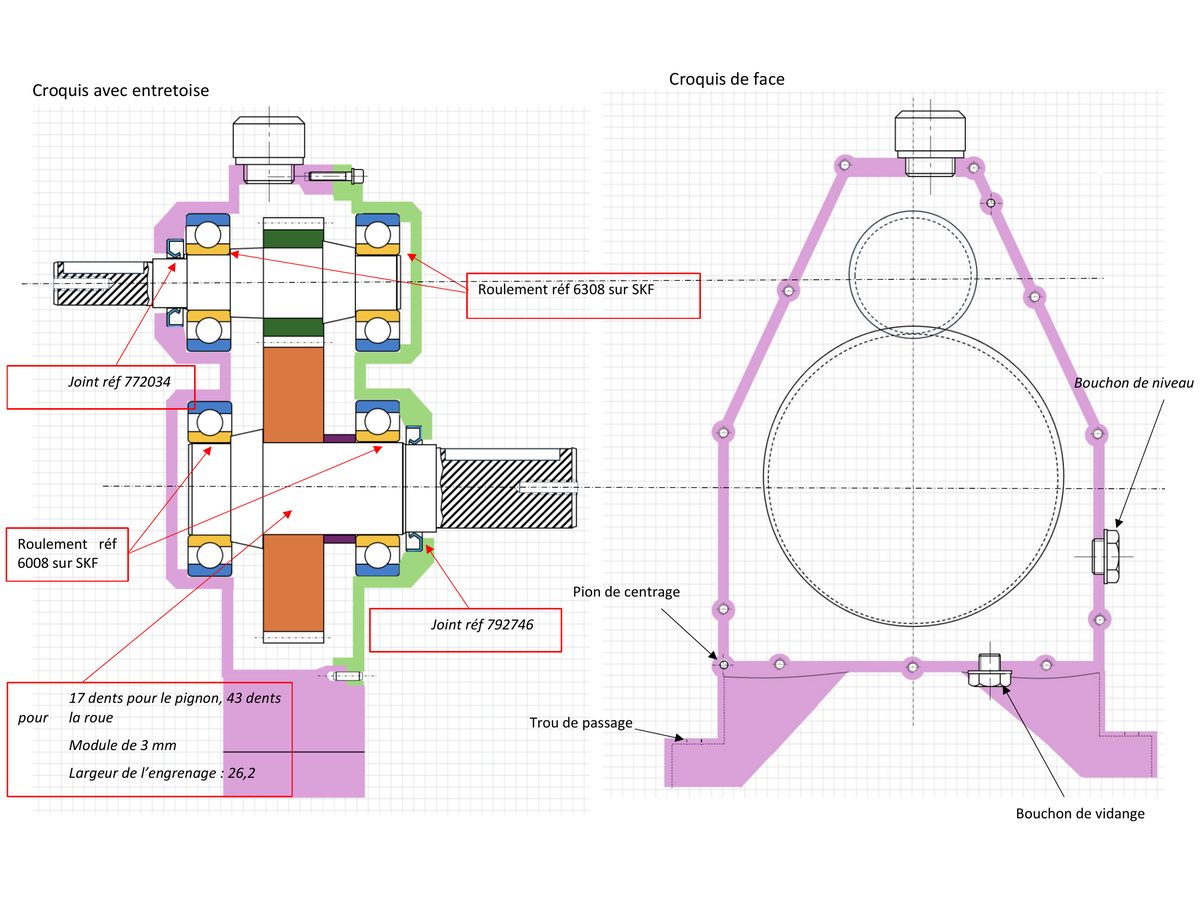 Croquis avec entretoise
Croquis de face
Roulement réf 6308 sur SKF
Joint réf 772034
Bouchon de niveau
Roulement réf
6008 sur SKF
Pion de centrage
Joint réf 792746
17 dents pour le pignon, 43 dents
pour la roue
Module de 3 mm
Largeur de l’engrenage : 26,2
Trou de passage
Bouchon de vidange